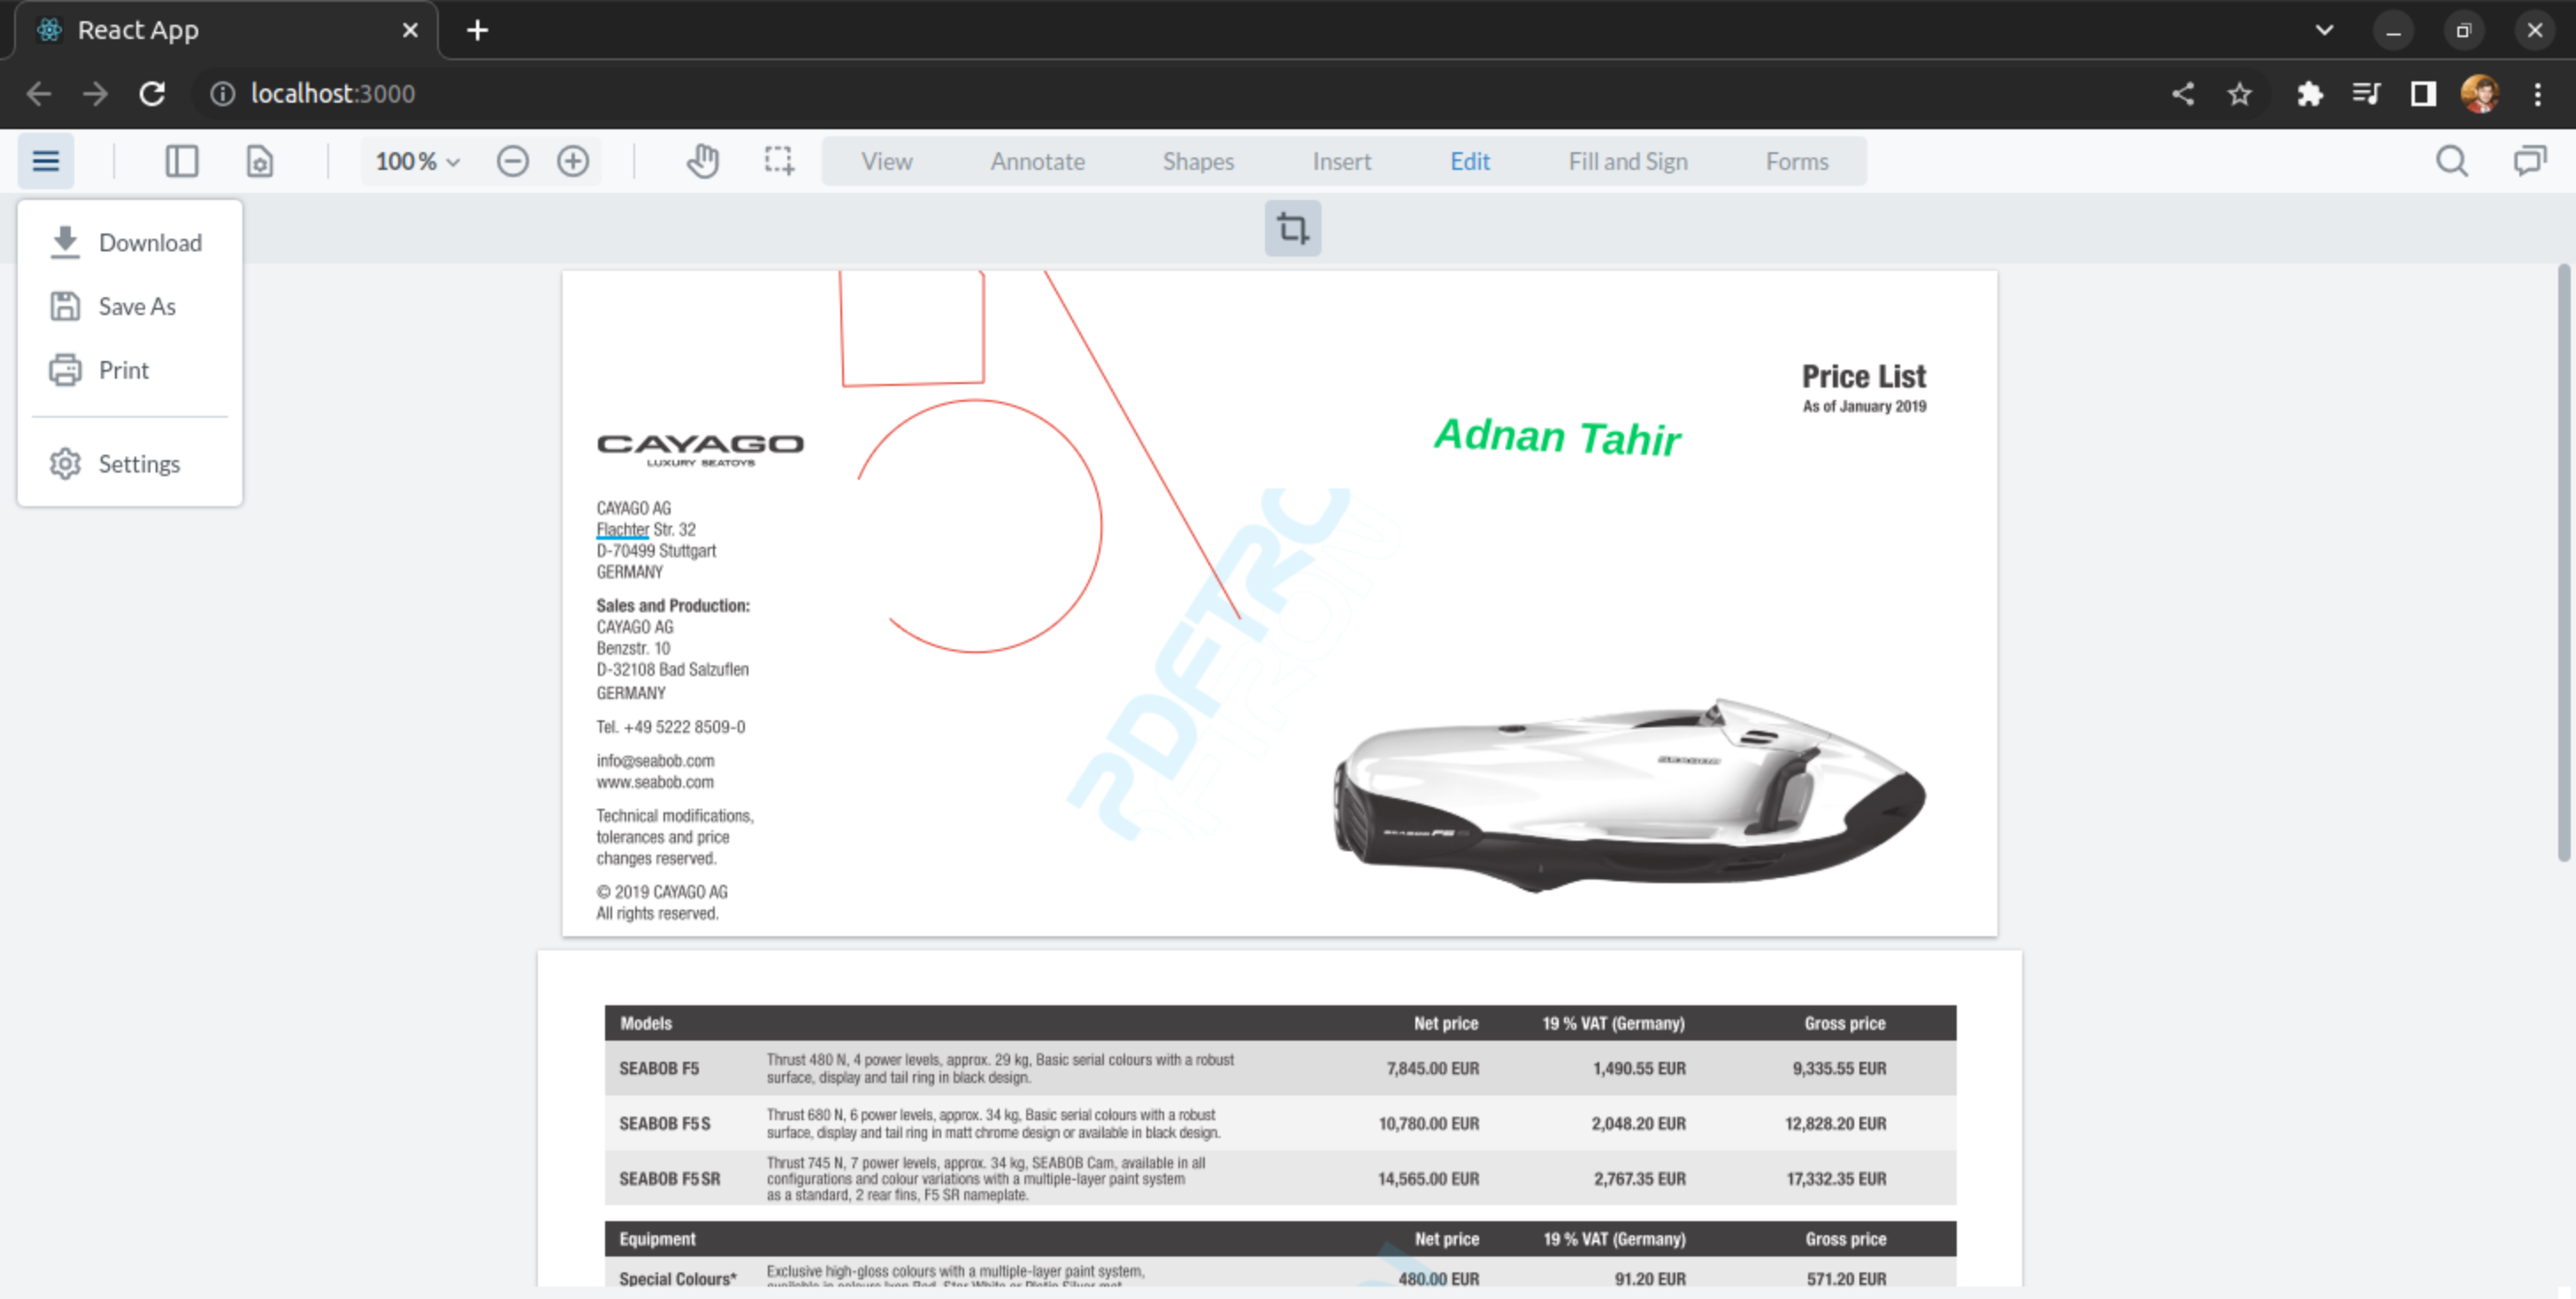 React App
localhost:3000
100%
View Annotate Shapes Insert Edit Fill and Sign Forms
Download
Save As
Print
Settings
Price List
As of January 2019
Adnan Tahir
CAYAGO
LUXURY SEATOYS
CAYAGO AG
Flachter Str. 32
D-70499 Stuttgart
GERMANY
Sales and Production:
CAYAGO AG
Benzstr. 10
D-32108 Bad Salzuflen
GERMANY
Tel. +49 5222 8509-0
info@seabob.com
www.seabob.com
Technical modifications,
tolerances and price
changes reserved.
© 2019 CAYAGO AG
All rights reserved.
PDFTRO
SEABOB
SEABOB F5 S
Models Net price 19 % VAT (Germany) Gross price
SEABOB F5 Thrust 480 N, 4 power levels, approx. 29 kg, Basic serial colours with a robust
surface, display and tail ring in black design. 7,845.00 EUR 1,490.55 EUR 9,335.55 EUR
SEABOB F5 S Thrust 680 N, 6 power levels, approx. 34 kg, Basic serial colours with a robust
surface, display and tail ring in matt chrome design or available in black design. 10,780.00 EUR 2,048.20 EUR 12,828.20 EUR
SEABOB F5 SR Thrust 745 N, 7 power levels, approx. 34 kg, SEABOB Cam, available in all
configurations and colour variations with a multiple-layer paint system
as a standard, 2 rear fins, F5 SR nameplate. 14,565.00 EUR 2,767.35 EUR 17,332.35 EUR
Equipment Net price 19 % VAT (Germany) Gross price
Special Colours* Exclusive high-gloss colours with a multiple-layer paint system, 480.00 EUR 91.20 EUR 571.20 EUR